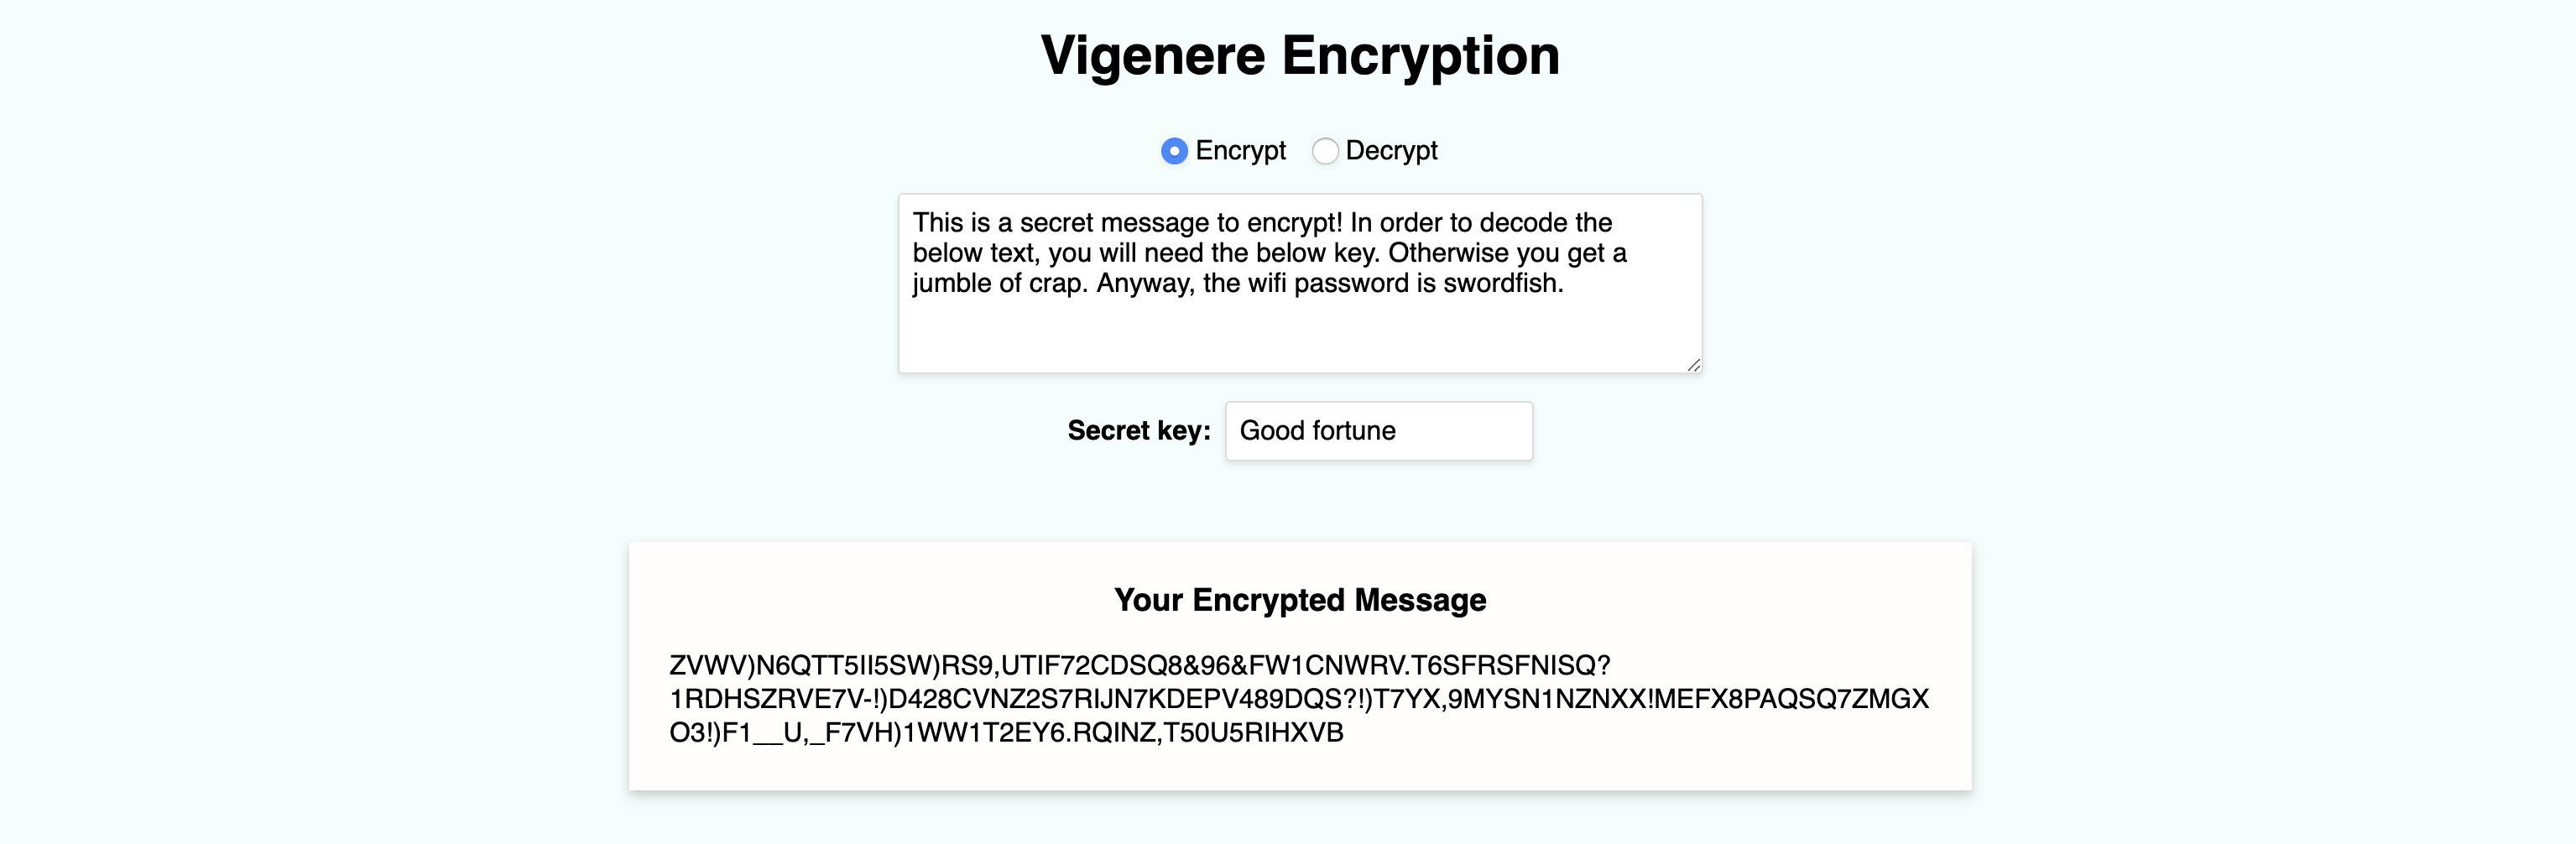 Vigenere Encryption
Encrypt Decrypt
This is a secret message to encrypt! In order to decode the
below text, you will need the below key. Otherwise you get a
jumble of crap. Anyway, the wifi password is swordfish.
Secret key: Good fortune
Your Encrypted Message
ZVWV)N6QTT5II5SW)RS9,UTIF72CDSQ8&96&FW1CNWRV.T6SFRSFNISQ?
1RDHSZRVE7V-!)D428CVNZ2S7RIJN7KDEPV489DQS?!)T7YX,9MYSN1NZNXX!MEFX8PAQSQ7ZMGX
O3!)F1__U,_F7VH)1WW1T2EY6.RQINZ,T50U5RIHXVB